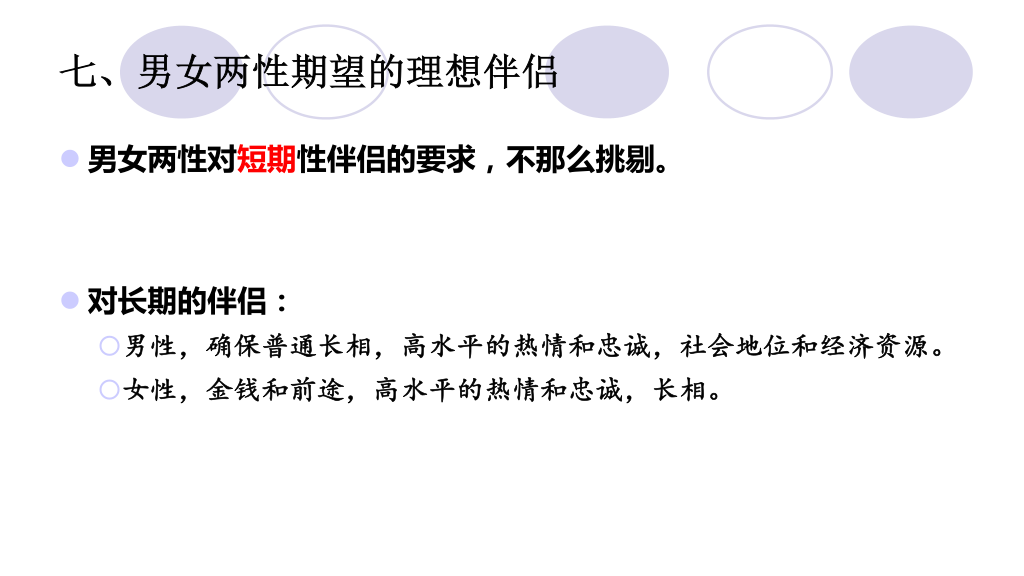 七、男女两性期望的理想伴侣
男女两性对短期性伴侣的要求，不那么挑剔。
对长期的伴侣：
男性，确保普通长相，高水平的热情和忠诚，社会地位和经济资源。
女性，金钱和前途，高水平的热情和忠诚，长相。